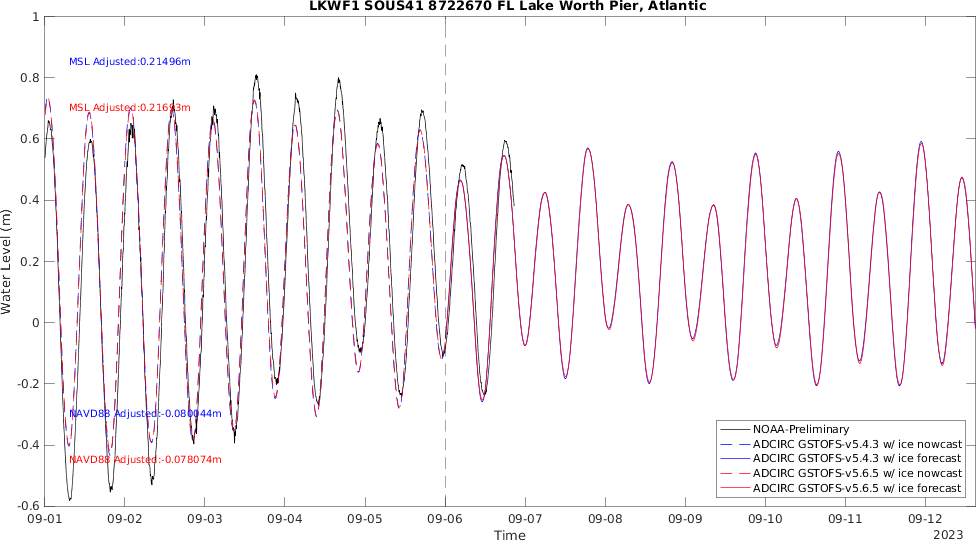 LKWF1 SOUS41 8722670 FL Lake Worth Pier, Atlantic
1
0.8
0.6
0.4
0.2
0
-0.2
-0.4
-0.6
Water Level (m)
MSL Adjusted:0.21496m
MSL Adjusted:0.21693m
NAVD88 Adjusted:-0.080044m
NAVD88 Adjusted:-0.078074m
NOAA-Preliminary
ADCIRC GSTOFS-v5.4.3 w/ ice nowcast
ADCIRC GSTOFS-v5.4.3 w/ ice forecast
ADCIRC GSTOFS-v5.6.5 w/ ice nowcast
ADCIRC GSTOFS-v5.6.5 w/ ice forecast
09-01 09-02 09-03 09-04 09-05 09-06 09-07 09-08 09-09 09-10 09-11 09-12
Time
2023